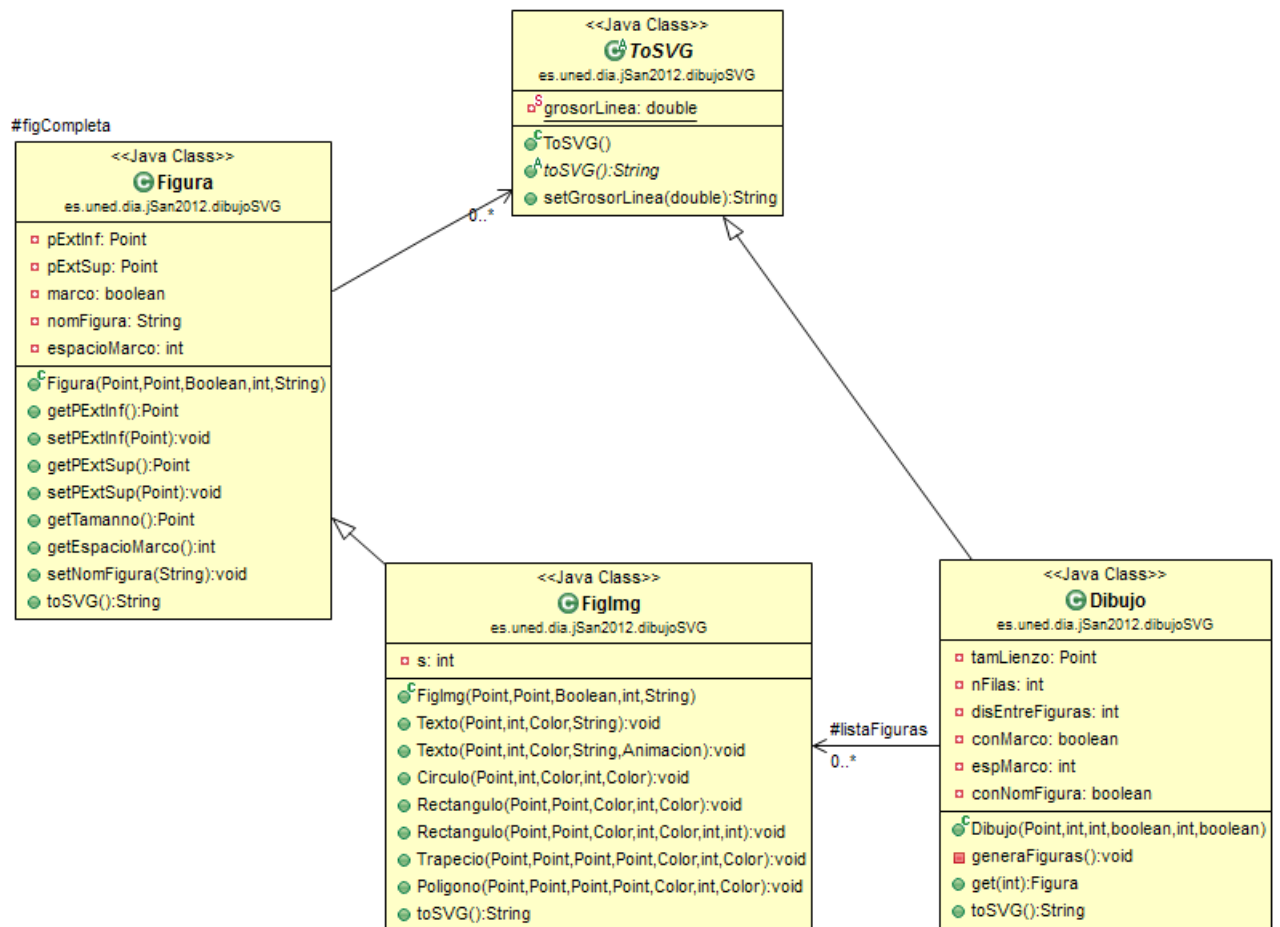 <<Java Class>>
ToSVG
es.uned.dia.jSan2012.dibujoSVG
grosorLinea: double
ToSVG()
toSVG():String
setGrosorLinea(double):String
#figCompleta
0..*
<<Java Class>>
Figura
es.uned.dia.jSan2012.dibujoSVG
pExtInf: Point
pExtSup: Point
marco: boolean
nomFigura: String
espacioMarco: int
Figura(Point,Point,Boolean,int,String)
getPExtInf():Point
setPExtInf(Point):void
getPExtSup():Point
setPExtSup(Point):void
getTamanno():Point
getEspacioMarco():int
setNomFigura(String):void
toSVG():String
<<Java Class>>
FigImg
es.uned.dia.jSan2012.dibujoSVG
s: int
FigImg(Point,Point,Boolean,int,String)
Texto(Point,int,Color,String):void
Texto(Point,int,Color,String,Animacion):void
Circulo(Point,int,Color,int,Color):void
Rectangulo(Point,Point,Color,int,Color):void
Rectangulo(Point,Point,Color,int,Color,int,int):void
Trapecio(Point,Point,Point,Point,Color,int,Color):void
Poligono(Point,Point,Point,Point,Color,int,Color):void
toSVG():String
#listaFiguras
0..*
<<Java Class>>
Dibujo
es.uned.dia.jSan2012.dibujoSVG
tamLienzo: Point
nFilas: int
disEntreFiguras: int
conMarco: boolean
espMarco: int
conNomFigura: boolean
Dibujo(Point,int,int,boolean,int,boolean)
generaFiguras():void
get(int):Figura
toSVG():String